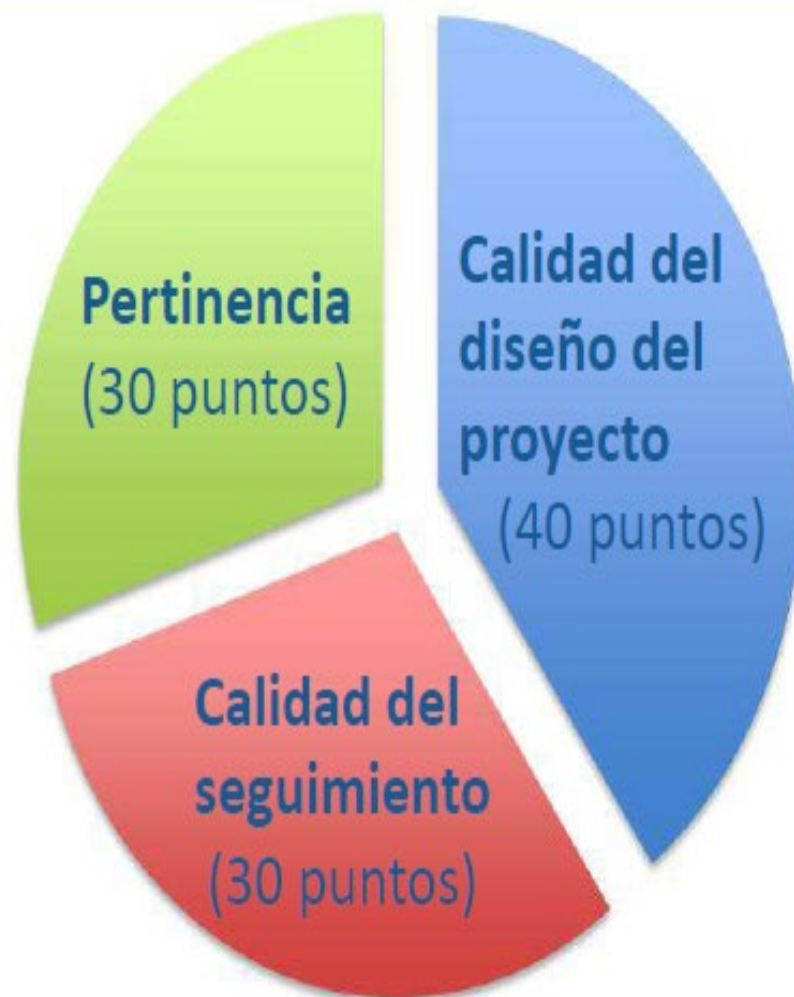 Pertinencia
(30 puntos)
Calidad del
diseño del
proyecto
(40 puntos)
Calidad del
seguimiento
(30 puntos)